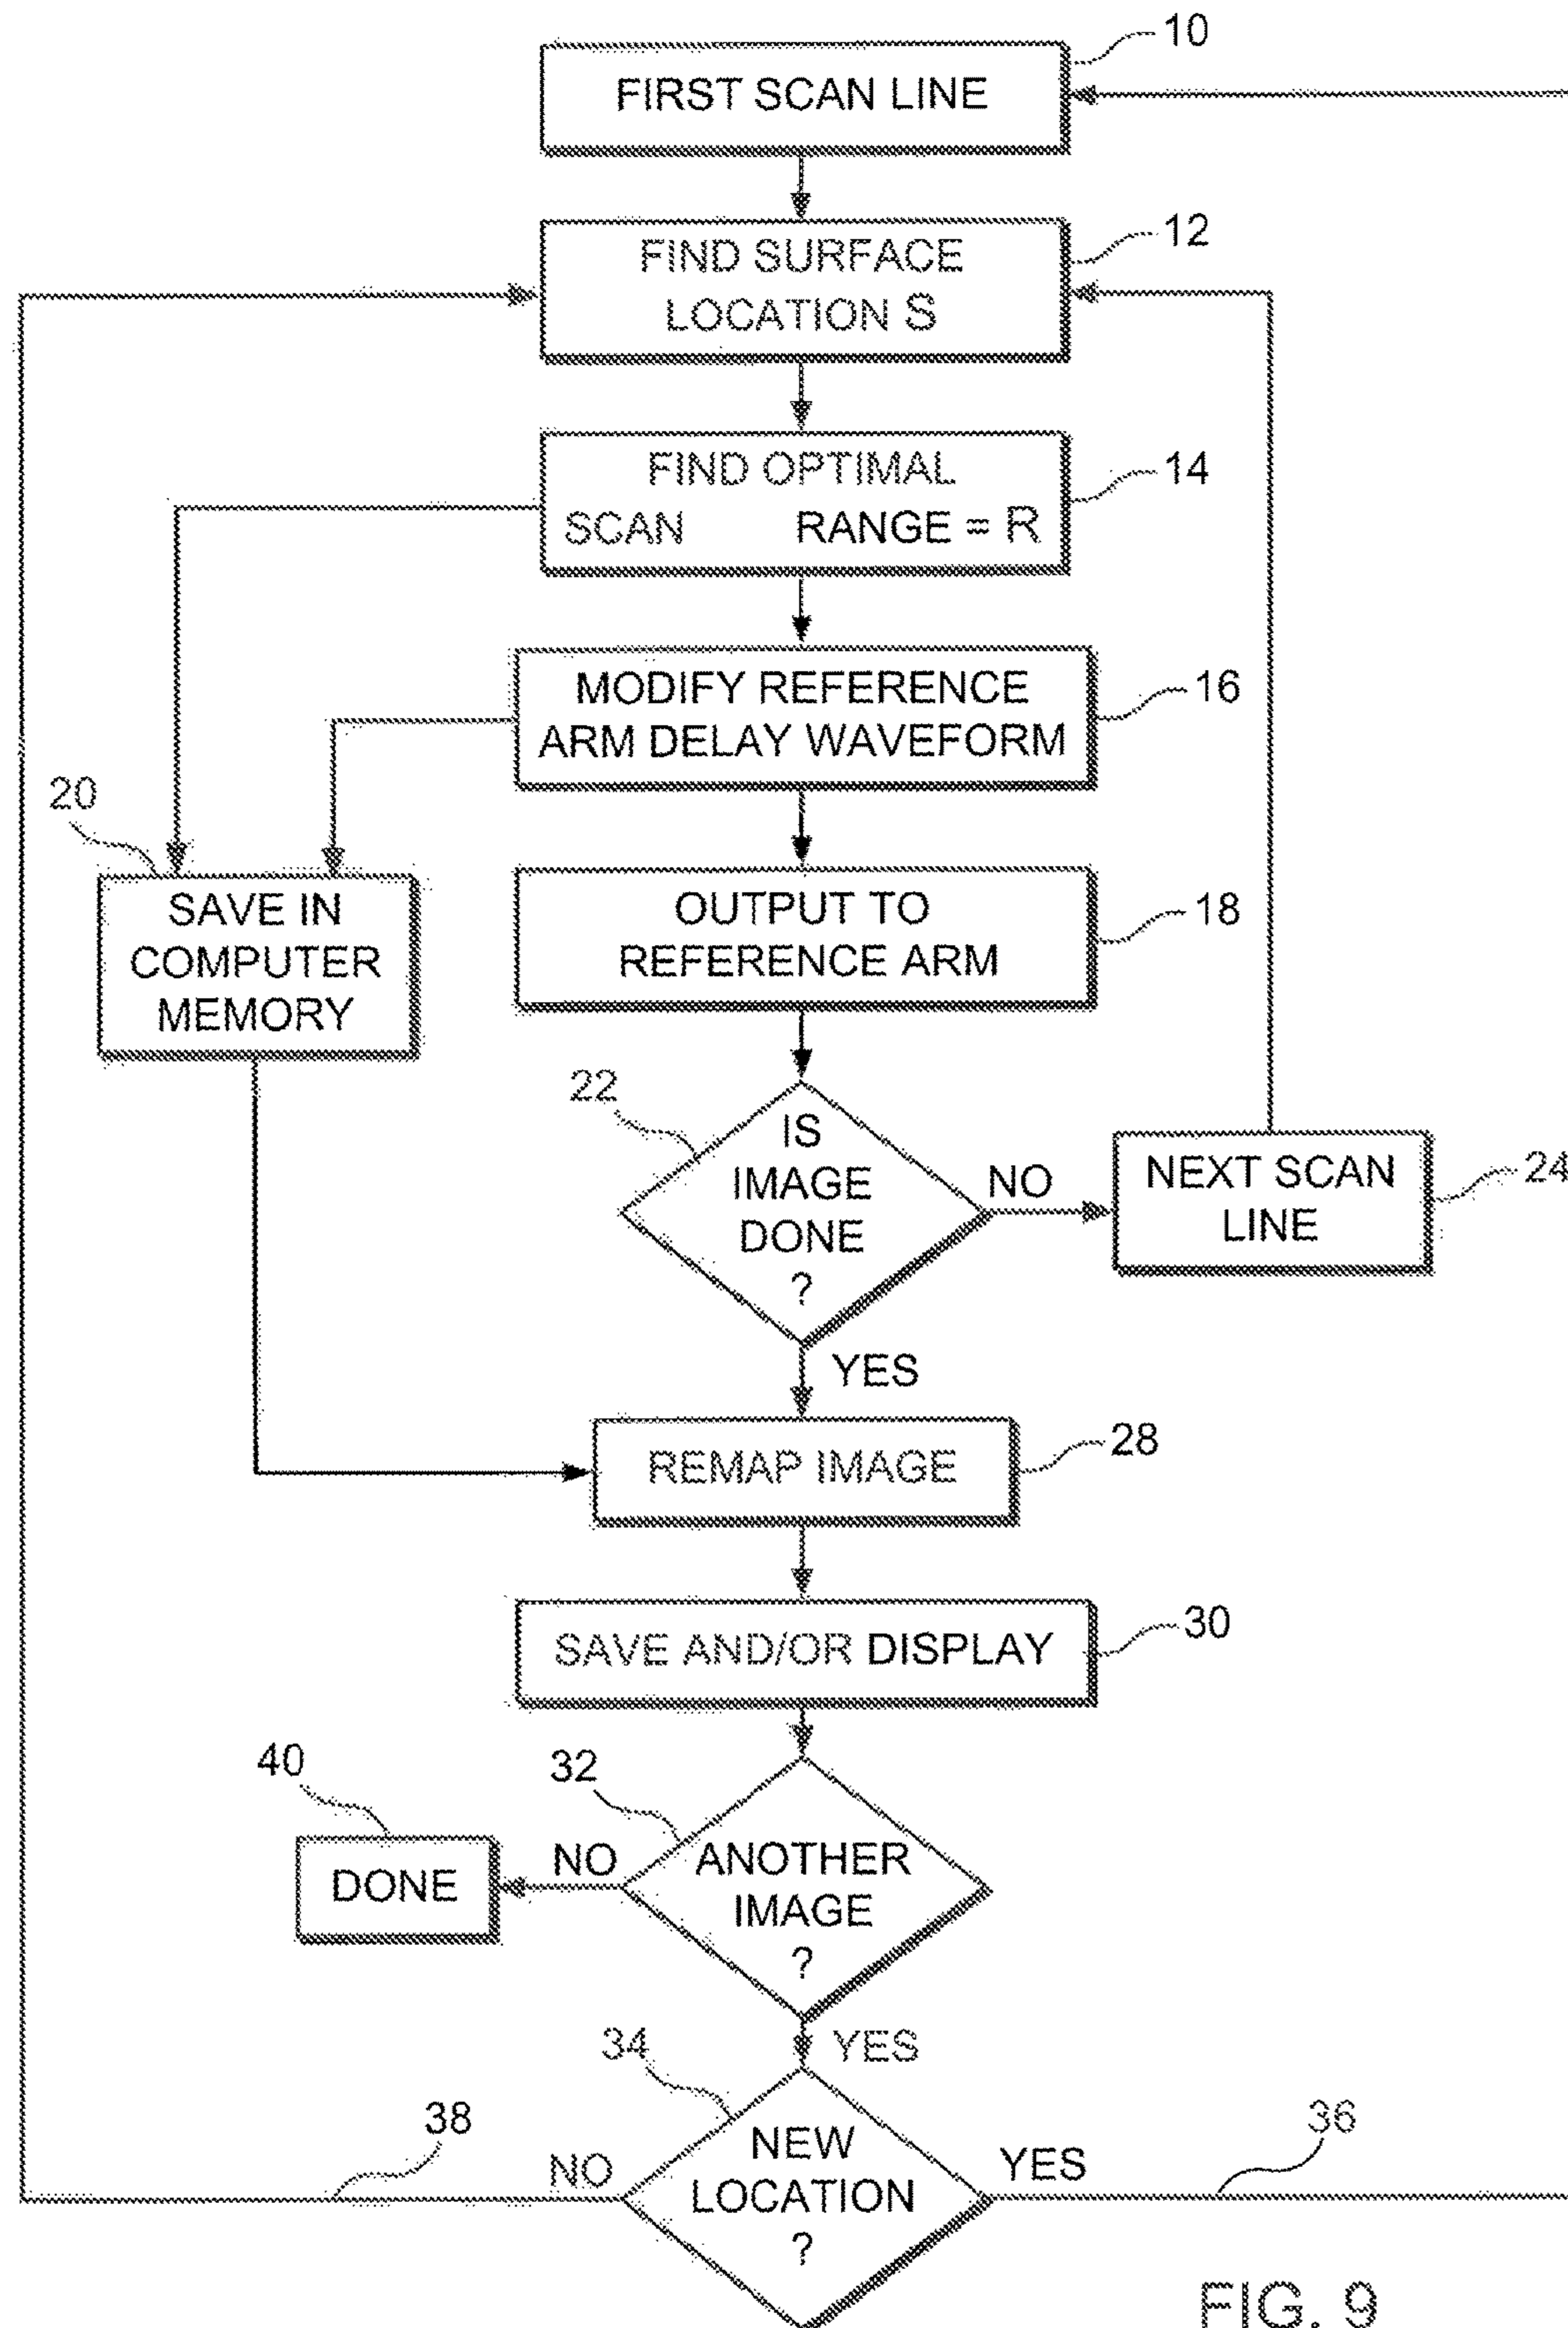 10
FIRST SCAN LINE
12
FIND SURFACE
LOCATION S
14
FIND OPTIMAL
SCAN RANGE = R
16
MODIFY REFERENCE
ARM DELAY WAVEFORM
20
SAVE IN
COMPUTER
MEMORY
18
OUTPUT TO
REFERENCE ARM
22
IS
IMAGE
DONE
?
NO
24
NEXT SCAN
LINE
YES
28
REMAP IMAGE
30
SAVE AND/OR DISPLAY
40
DONE
32
NO
ANOTHER
IMAGE
?
YES
34
38
NO
NEW
LOCATION
?
YES
36
FIG. 9